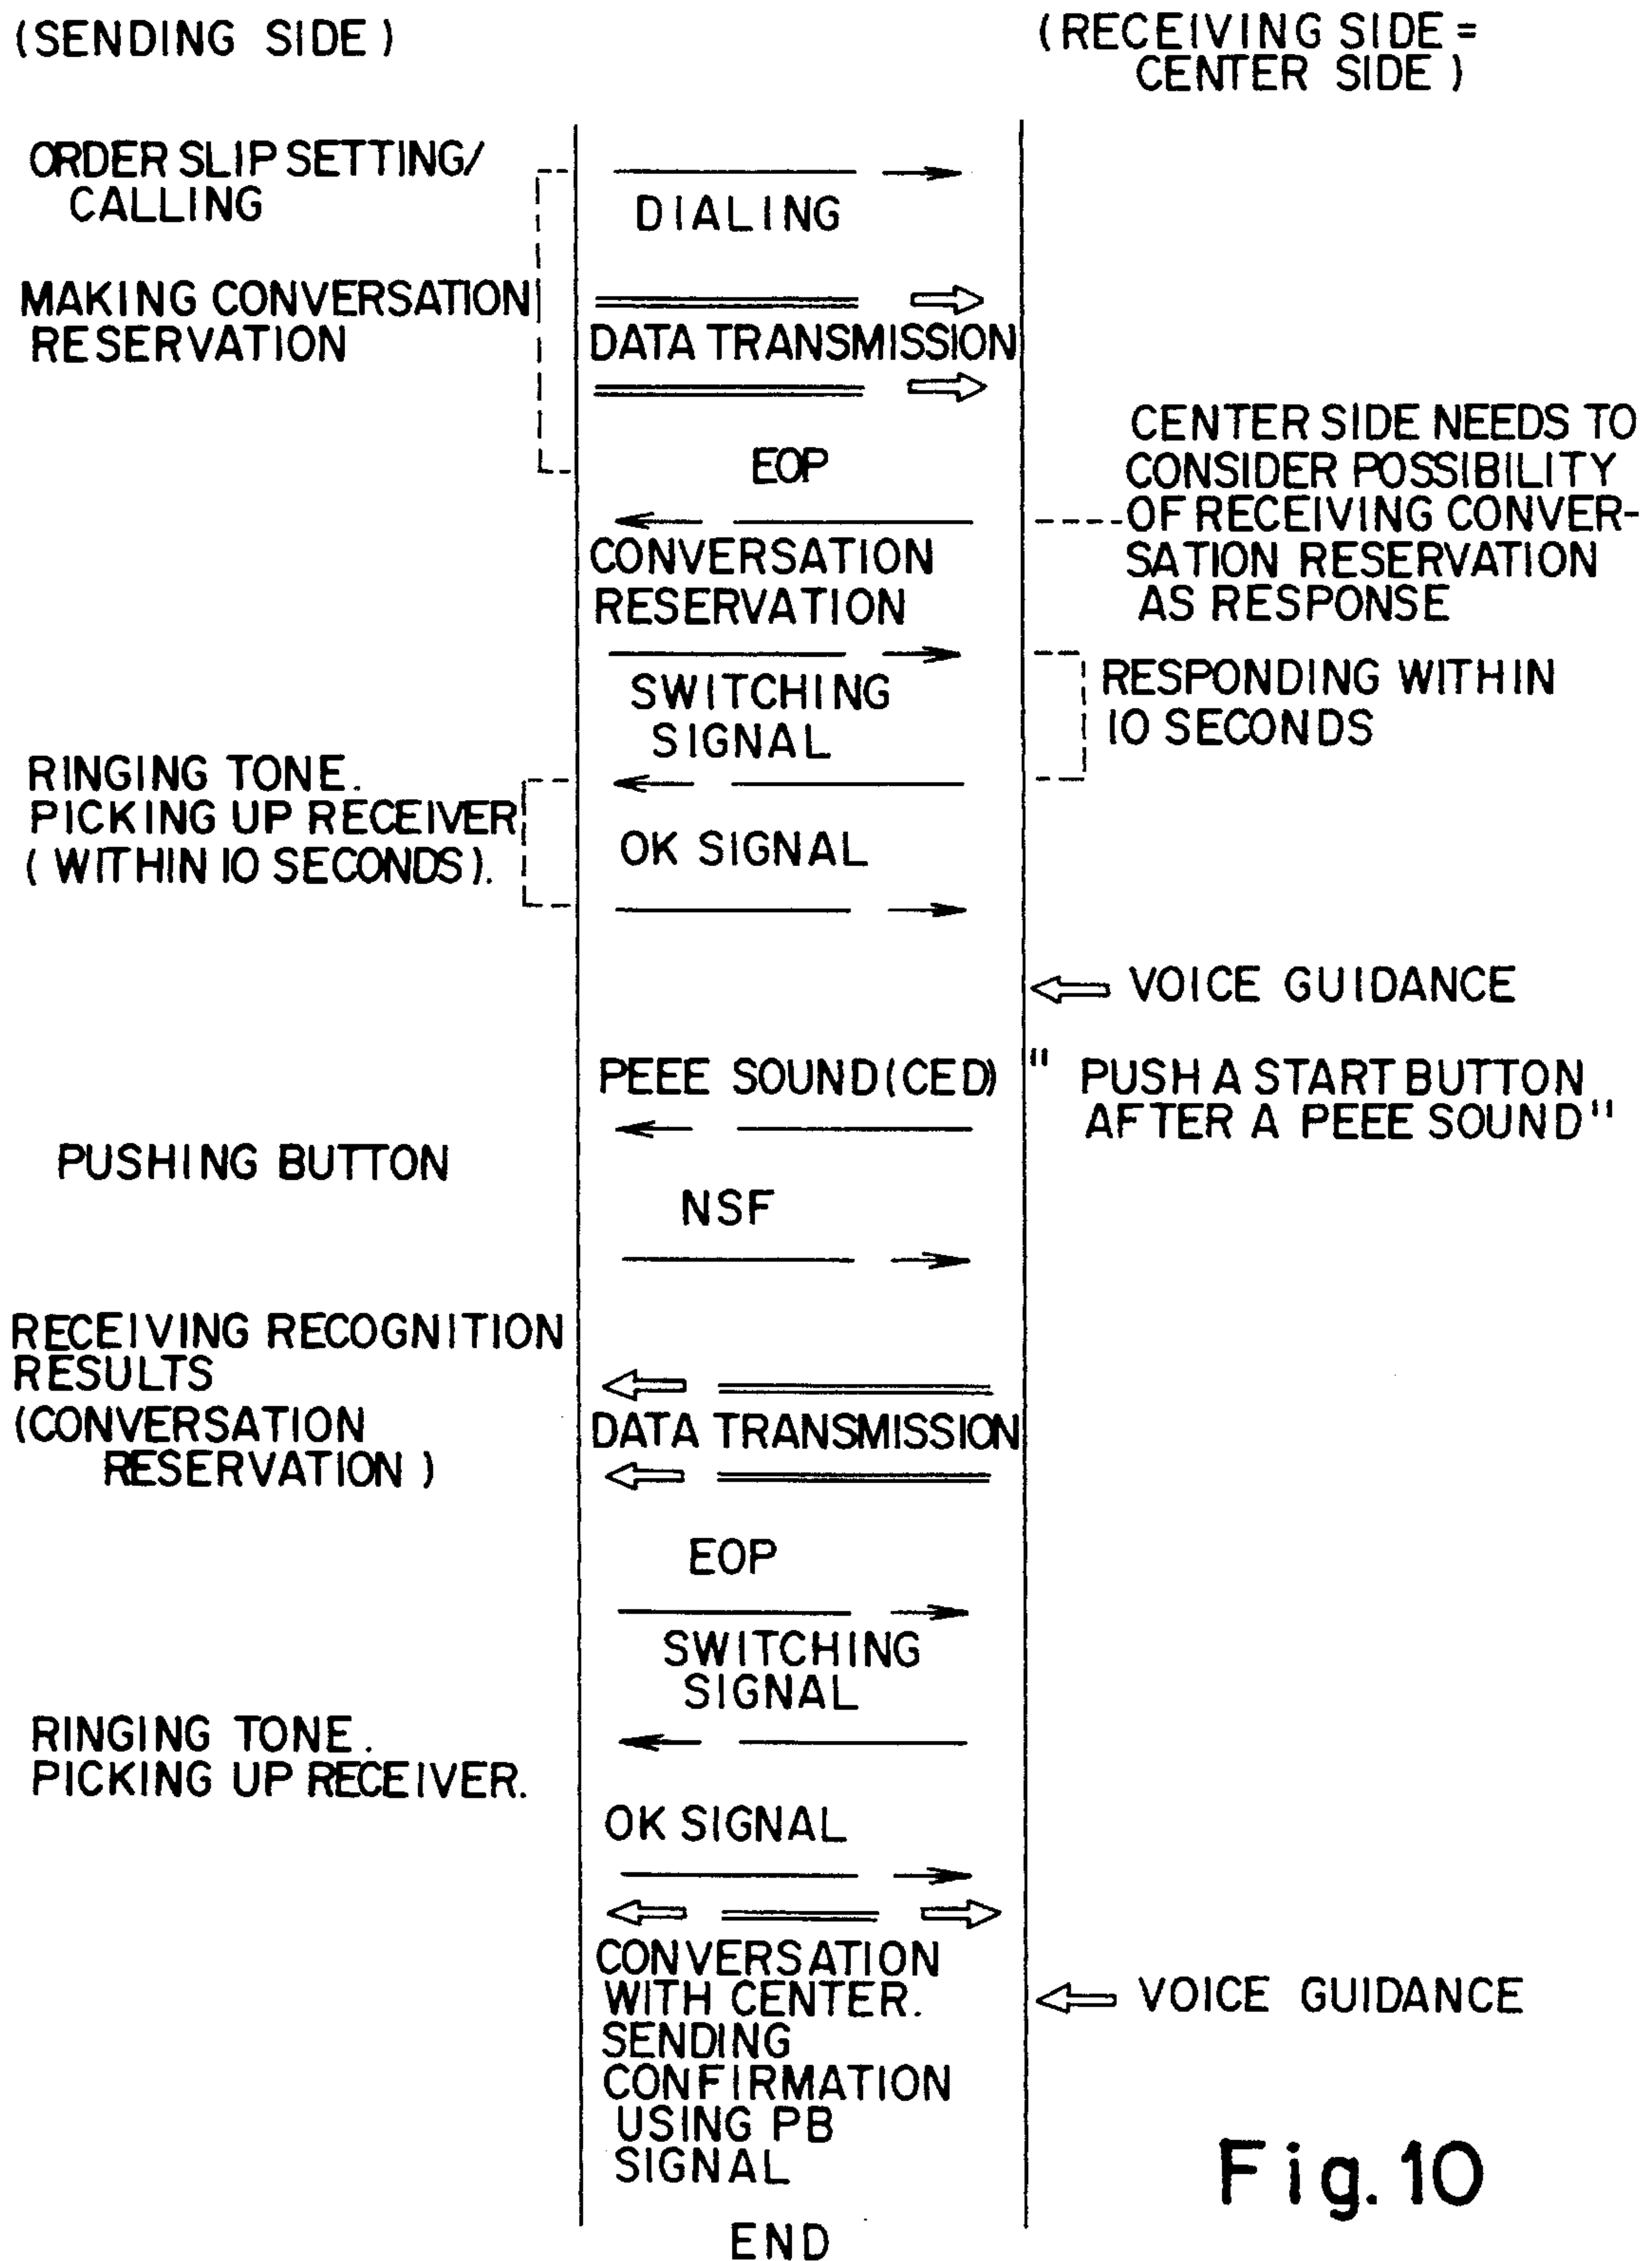 (SENDING SIDE)
(RECEIVING SIDE =
CENTER SIDE)
ORDER SLIP SETTING/
CALLING
DIALING
MAKING CONVERSATION
RESERVATION
DATA TRANSMISSION
EOP
CENTER SIDE NEEDS TO
CONSIDER POSSIBILITY
OF RECEIVING CONVER-
SATION RESERVATION
AS RESPONSE
CONVERSATION
RESERVATION
SWITCHING
SIGNAL
RESPONDING WITHIN
10 SECONDS
RINGING TONE.
PICKING UP RECEIVER
(WITHIN 10 SECONDS).
OK SIGNAL
VOICE GUIDANCE
PEEE SOUND(CED)
" PUSH A START BUTTON
AFTER A PEEE SOUND"
PUSHING BUTTON
NSF
RECEIVING RECOGNITION
RESULTS
(CONVERSATION
RESERVATION)
DATA TRANSMISSION
EOP
SWITCHING
SIGNAL
RINGING TONE.
PICKING UP RECEIVER.
OK SIGNAL
CONVERSATION
WITH CENTER.
SENDING
CONFIRMATION
USING PB
SIGNAL
VOICE GUIDANCE
END
Fig. 10